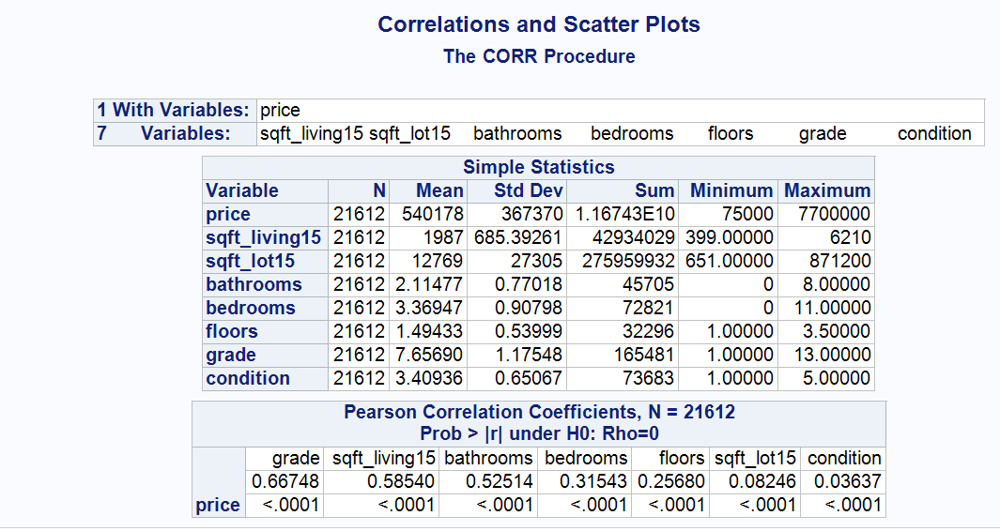 Correlations and Scatter Plots
The CORR Procedure
1 With Variables: price
7 Variables: sqft_living15 sqft_lot15 bathrooms bedrooms floors grade condition
Simple Statistics
Variable N Mean Std Dev Sum Minimum Maximum
price 21612 540178 367370 1.16743E10 75000 7700000
sqft_living15 21612 1987 685.39261 42934029 399.00000 6210
sqft_lot15 21612 12769 27305 275959932 651.00000 871200
bathrooms 21612 2.11477 0.77018 45705 0 8.00000
bedrooms 21612 3.36947 0.90798 72821 0 11.00000
floors 21612 1.49433 0.53999 32296 1.00000 3.50000
grade 21612 7.65690 1.17548 165481 1.00000 13.00000
condition 21612 3.40936 0.65067 73683 1.00000 5.00000
Pearson Correlation Coefficients, N = 21612
Prob > |r| under H0: Rho=0
grade sqft_living15 bathrooms bedrooms floors sqft_lot15 condition
0.66748 0.58540 0.52514 0.31543 0.25680 0.08246 0.03637
price <.0001 <.0001 <.0001 <.0001 <.0001 <.0001 <.0001